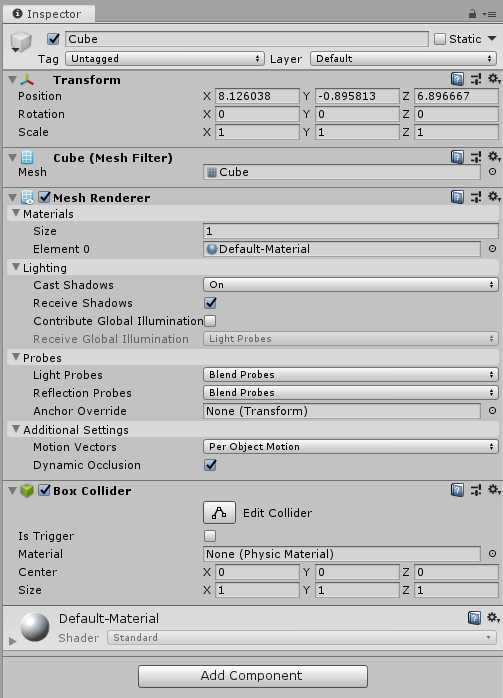 Inspector
Cube Static
Tag Untagged Layer Default
Transform
Position X 8.126038 Y -0.895813 Z 6.896667
Rotation X 0 Y 0 Z 0
Scale X 1 Y 1 Z 1
Cube (Mesh Filter)
Mesh Cube
Mesh Renderer
Materials
Size 1
Element 0 Default-Material
Lighting
Cast Shadows On
Receive Shadows
Contribute Global Illumination
Receive Global Illumination Light Probes
Probes
Light Probes Blend Probes
Reflection Probes Blend Probes
Anchor Override None (Transform)
Additional Settings
Motion Vectors Per Object Motion
Dynamic Occlusion
Box Collider
Edit Collider
Is Trigger
Material None (Physic Material)
Center X 0 Y 0 Z 0
Size X 1 Y 1 Z 1
Default-Material
Shader Standard
Add Component